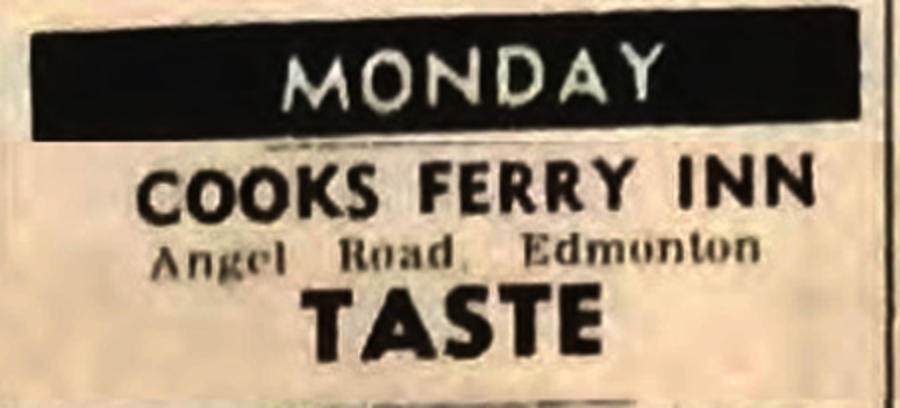 MONDAY
COOKS FERRY INN
Angel Road, Edmonton
TASTE